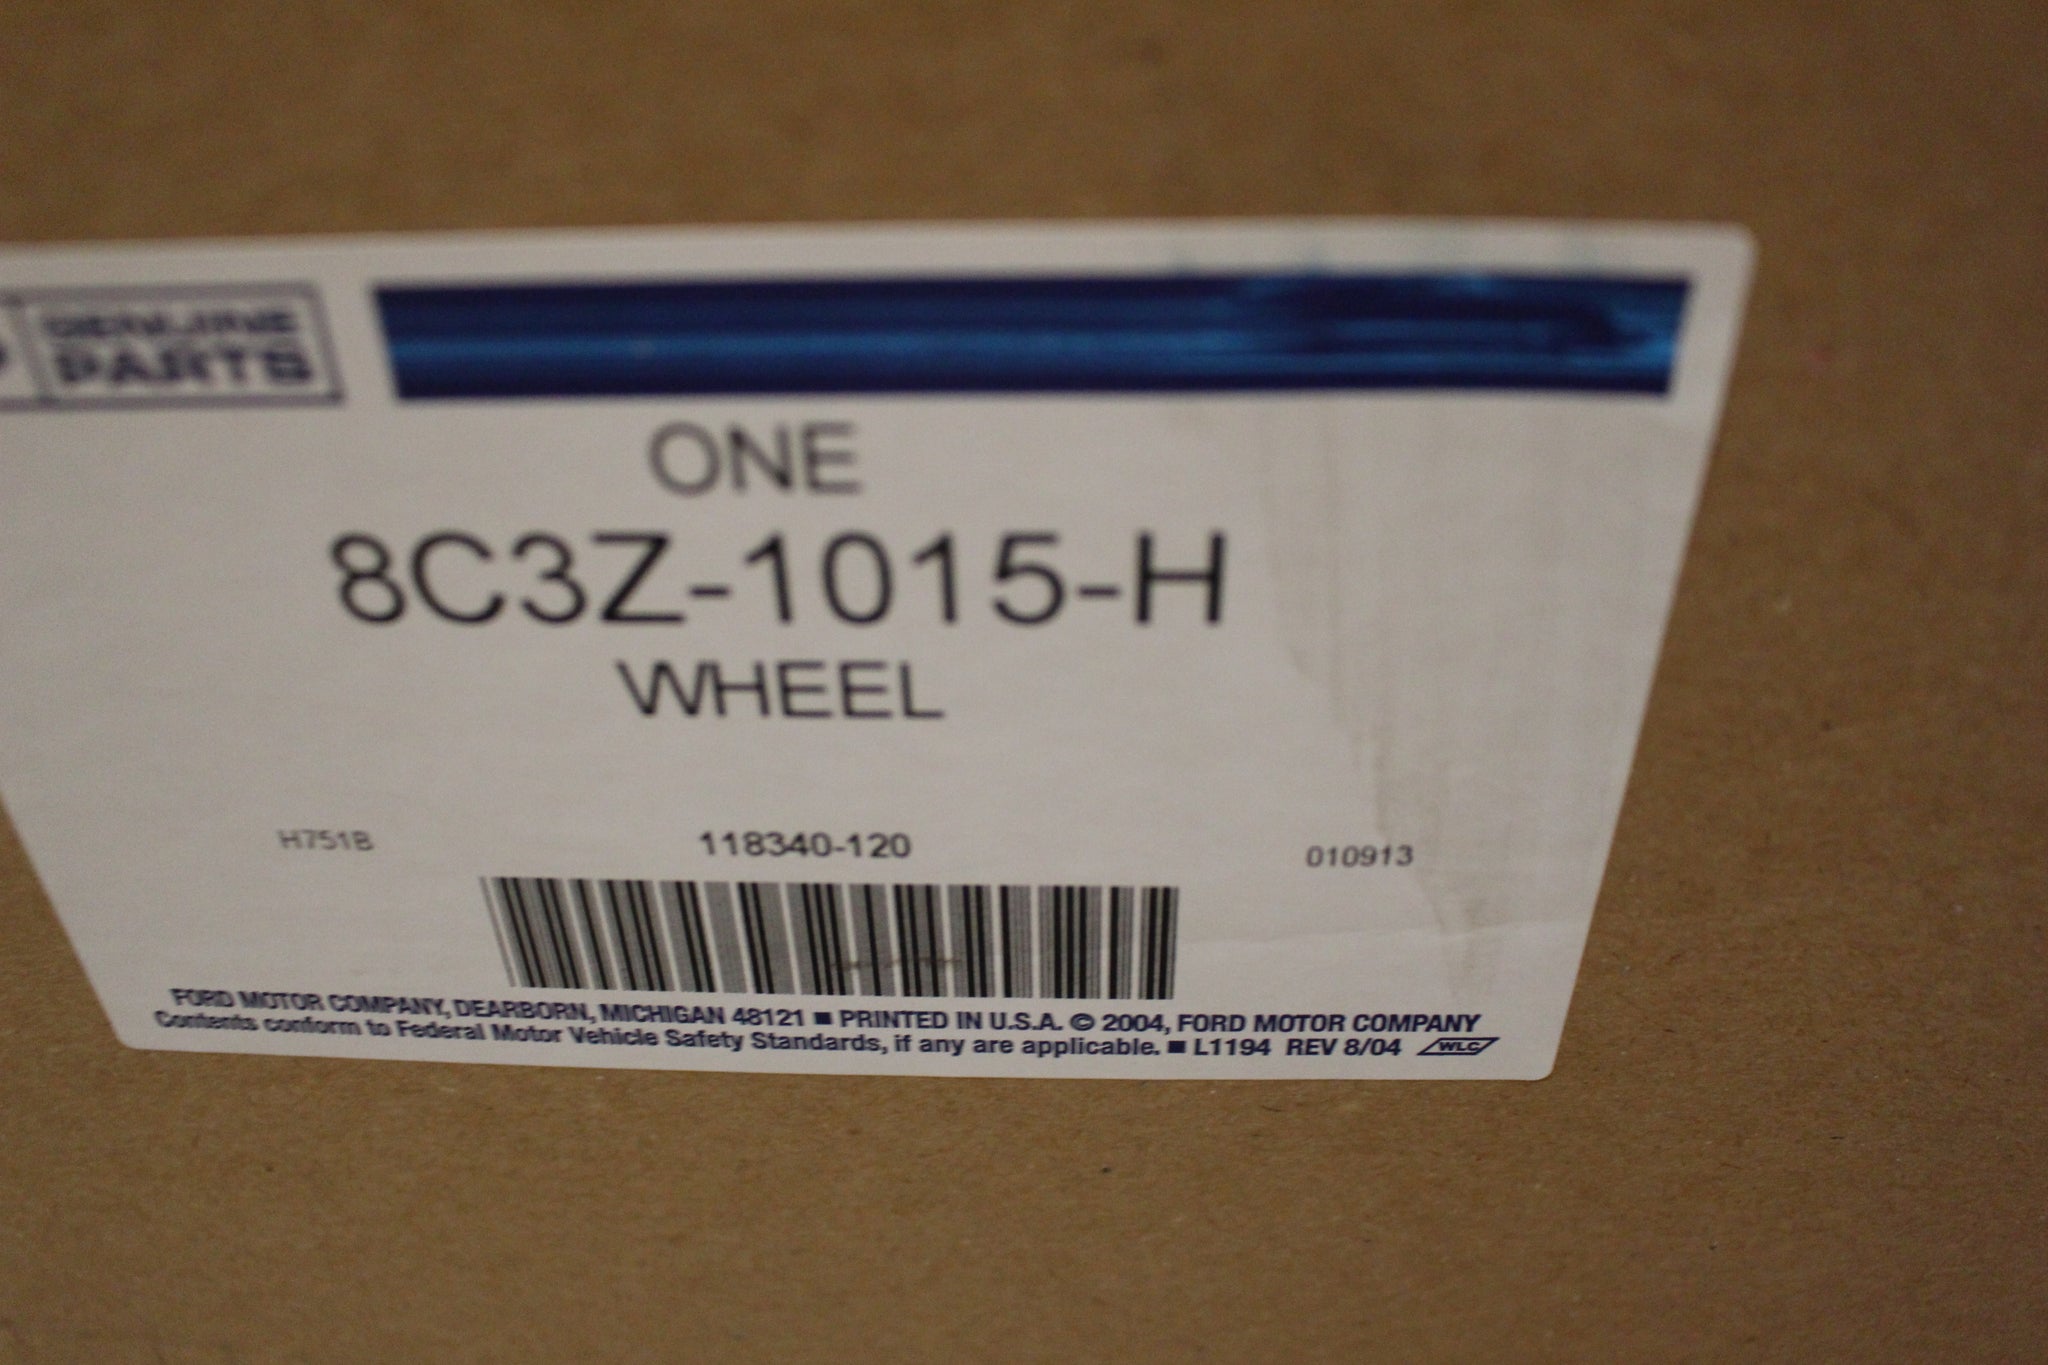 GENUINE
PARTS
ONE
8C3Z-1015-H
WHEEL
H751B 118340-120 010913
FORD MOTOR COMPANY, DEARBORN, MICHIGAN 48121 ■ PRINTED IN U.S.A. © 2004, FORD MOTOR COMPANY
Contents conform to Federal Motor Vehicle Safety Standards, if any are applicable. ■ L1194 REV 8/04 WLC